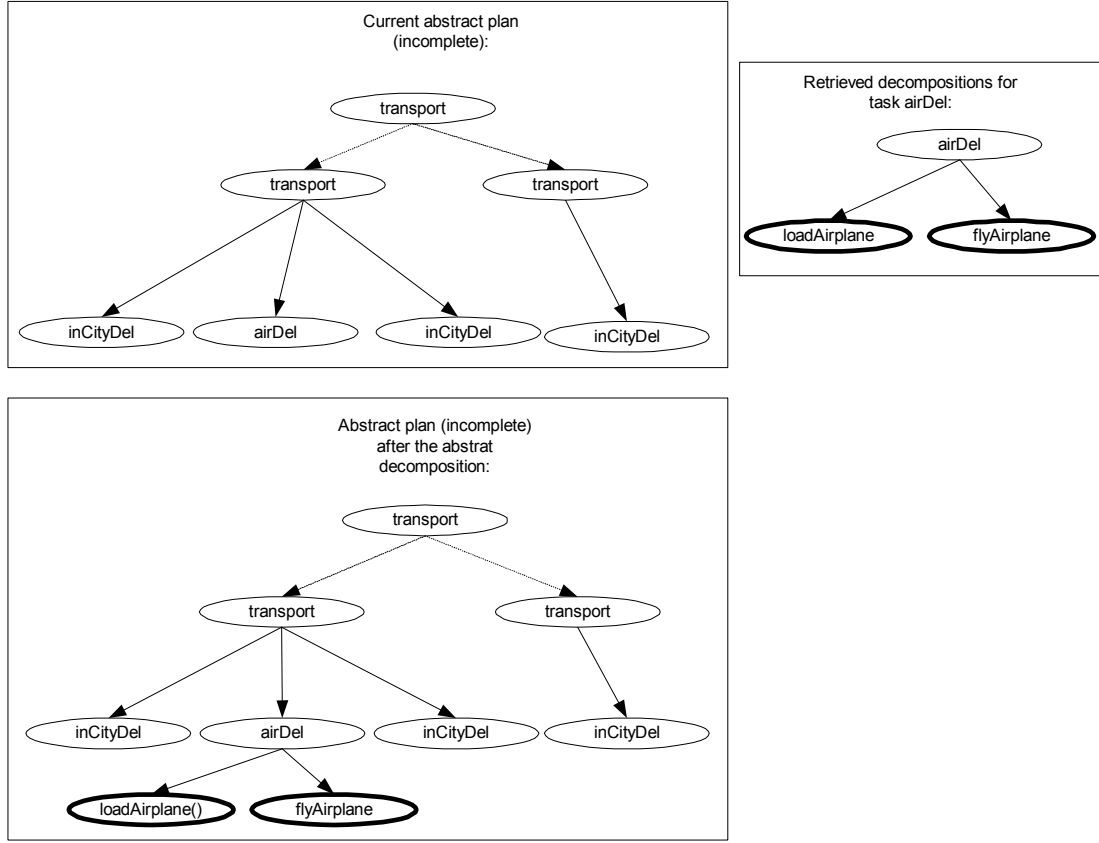 Current abstract plan
(incomplete):
transport
transport
transport
inCityDel
airDel
inCityDel
inCityDel
Retrieved decompositions for
task airDel:
airDel
loadAirplane
flyAirplane
Abstract plan (incomplete)
after the abstrat
decomposition:
transport
transport
transport
inCityDel
airDel
inCityDel
inCityDel
loadAirplane()
flyAirplane